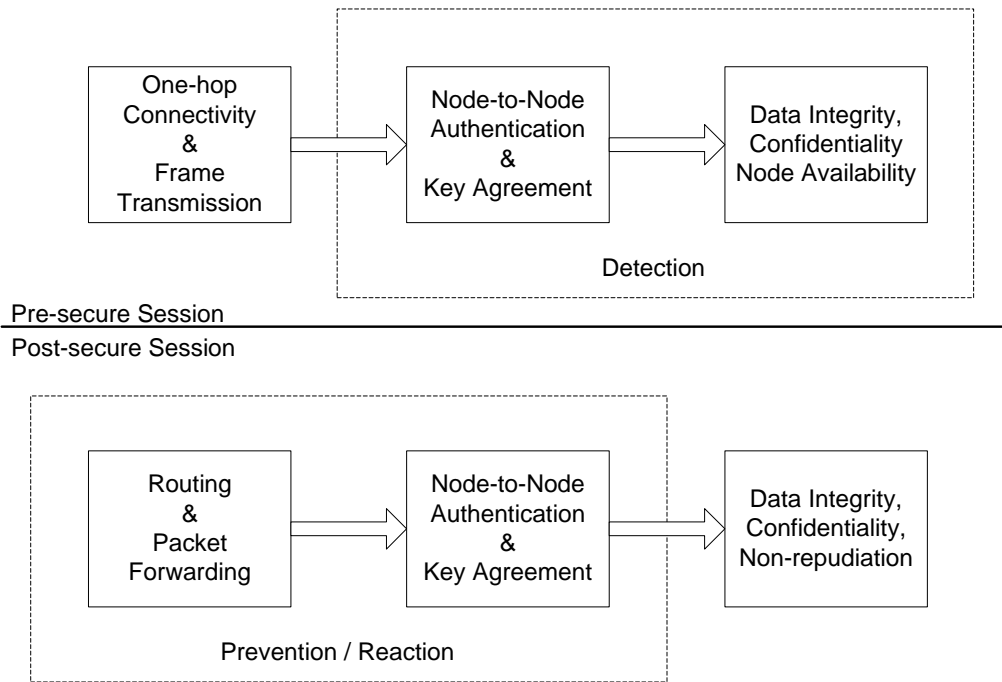 One-hop
Connectivity
&
Frame
Transmission
Node-to-Node
Authentication
&
Key Agreement
Data Integrity,
Confidentiality
Node Availability
Detection
Pre-secure Session
Post-secure Session
Routing
&
Packet
Forwarding
Node-to-Node
Authentication
&
Key Agreement
Data Integrity,
Confidentiality,
Non-repudiation
Prevention / Reaction